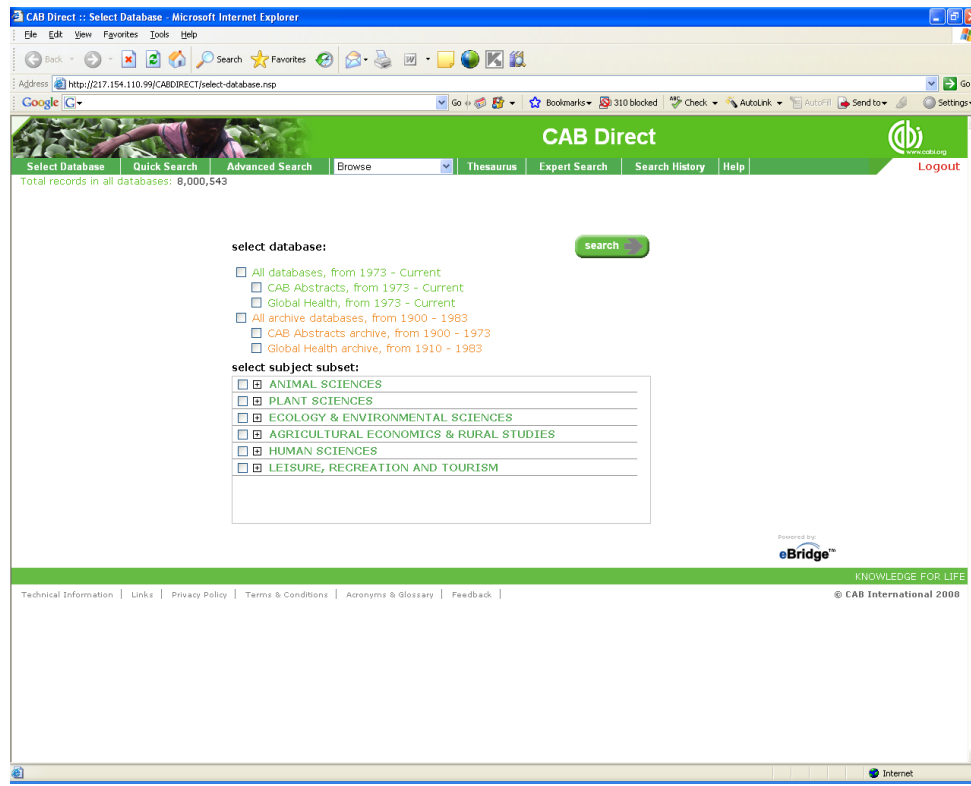 CAB Direct :: Select Database - Microsoft Internet Explorer
File Edit View Favorites Tools Help
Back Search Favorites
Address http://217.154.110.99/CABDIRECT/select-database.nsp Go
Google G Go Bookmarks 310 blocked Check AutoLink AutoFill Send to Settings
CAB Direct
www.cabi.org
Select Database Quick Search Advanced Search Browse Thesaurus Expert Search Search History Help Logout
Total records in all databases: 8,000,543
select database: search
All databases, from 1973 - Current
CAB Abstracts, from 1973 - Current
Global Health, from 1973 - Current
All archive databases, from 1900 - 1983
CAB Abstracts archive, from 1900 - 1973
Global Health archive, from 1910 - 1983
select subject subset:
ANIMAL SCIENCES
PLANT SCIENCES
ECOLOGY & ENVIRONMENTAL SCIENCES
AGRICULTURAL ECONOMICS & RURAL STUDIES
HUMAN SCIENCES
LEISURE, RECREATION AND TOURISM
Powered by:
eBridge™
KNOWLEDGE FOR LIFE
Technical Information | Links | Privacy Policy | Terms & Conditions | Acronyms & Glossary | Feedback |
© CAB International 2008
Internet